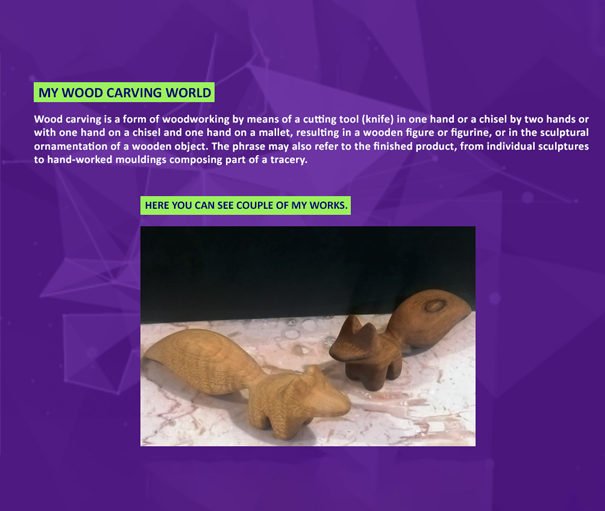 MY WOOD CARVING WORLD
Wood carving is a form of woodworking by means of a cutting tool (knife) in one hand or a chisel by two hands or
with one hand on a chisel and one hand on a mallet, resulting in a wooden figure or figurine, or in the sculptural
ornamentation of a wooden object. The phrase may also refer to the finished product, from individual sculptures
to hand-worked mouldings composing part of a tracery.
HERE YOU CAN SEE COUPLE OF MY WORKS.